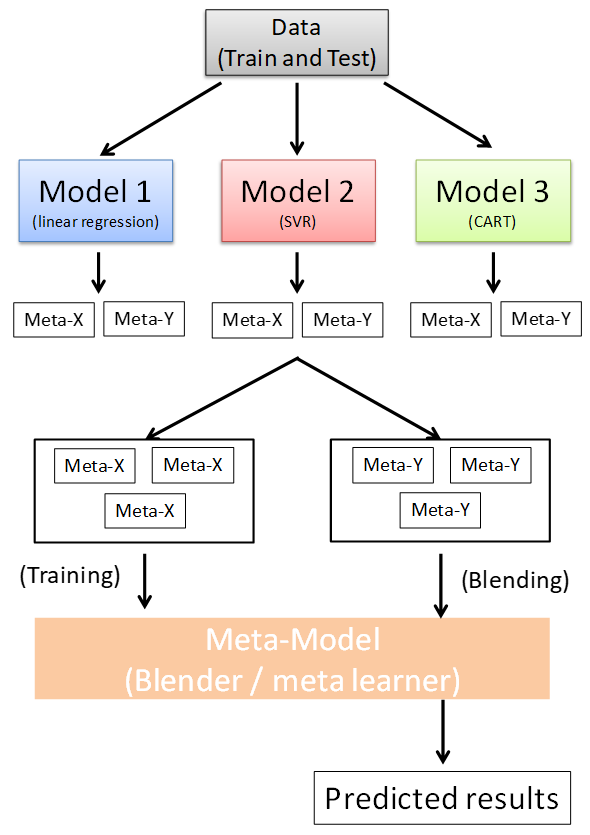 Data
(Train and Test)
Model 1
(linear regression)
Model 2
(SVR)
Model 3
(CART)
Meta-X
Meta-Y
Meta-X
Meta-Y
Meta-X
Meta-Y
Meta-X
Meta-X
Meta-X
Meta-Y
Meta-Y
Meta-Y
(Training)
(Blending)
Meta-Model
(Blender / meta learner)
Predicted results